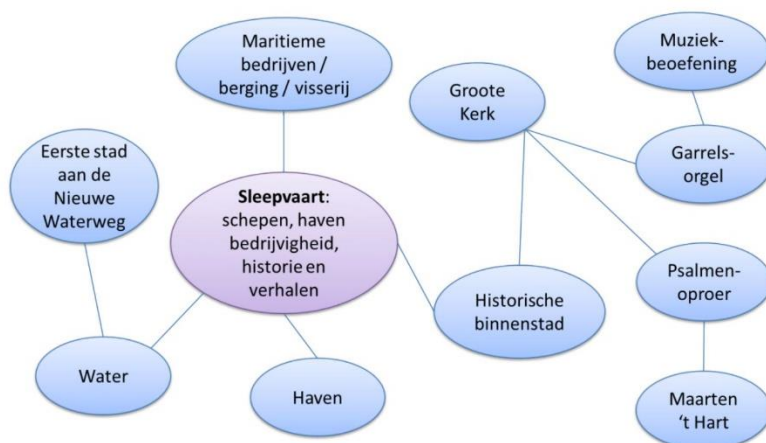 Maritieme
bedrijven /
berging / visserij
Muziek-
beoefening
Groote
Kerk
Garrels-
orgel
Eerste stad
aan de
Nieuwe
Waterweg
Sleepvaart:
schepen, haven
bedrijvigheid,
historie en
verhalen
Psalmen-
oproer
Historische
binnenstad
Water
Haven
Maarten
‘t Hart